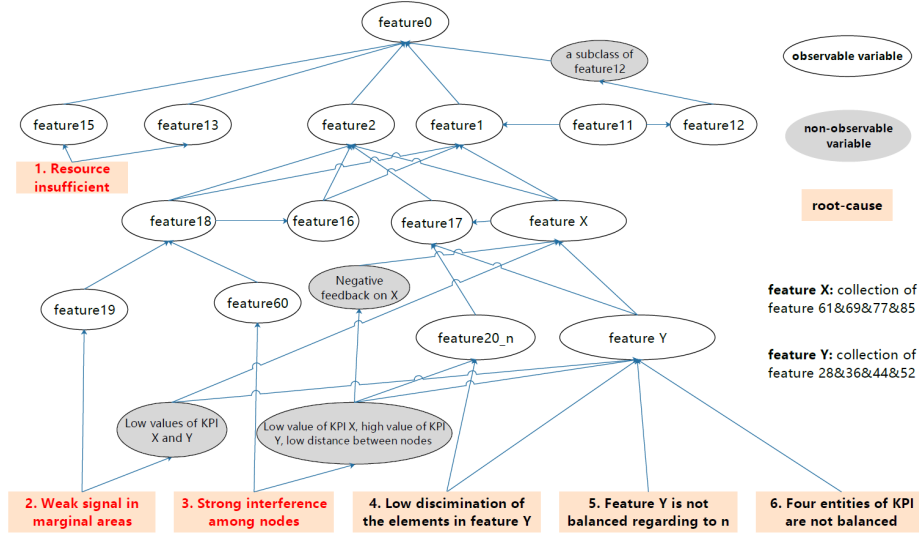 feature0
a subclass of
feature12
observable variable
feature15
feature13
feature2
feature1
feature11
feature12
non-observable
variable
1. Resource
insufficient
root-cause
feature18
feature16
feature17
feature X
Negative
feedback on X
feature X: collection of
feature 61&69&77&85
feature19
feature60
feature20_n
feature Y
feature Y: collection of
feature 28&36&44&52
Low values of KPI
X and Y
Low value of KPI X, high value of KPI
Y, low distance between nodes
2. Weak signal in
marginal areas
3. Strong interference
among nodes
4. Low discrimination of
the elements in feature Y
5. Feature Y is not
balanced regarding to n
6. Four entities of KPI
are not balanced